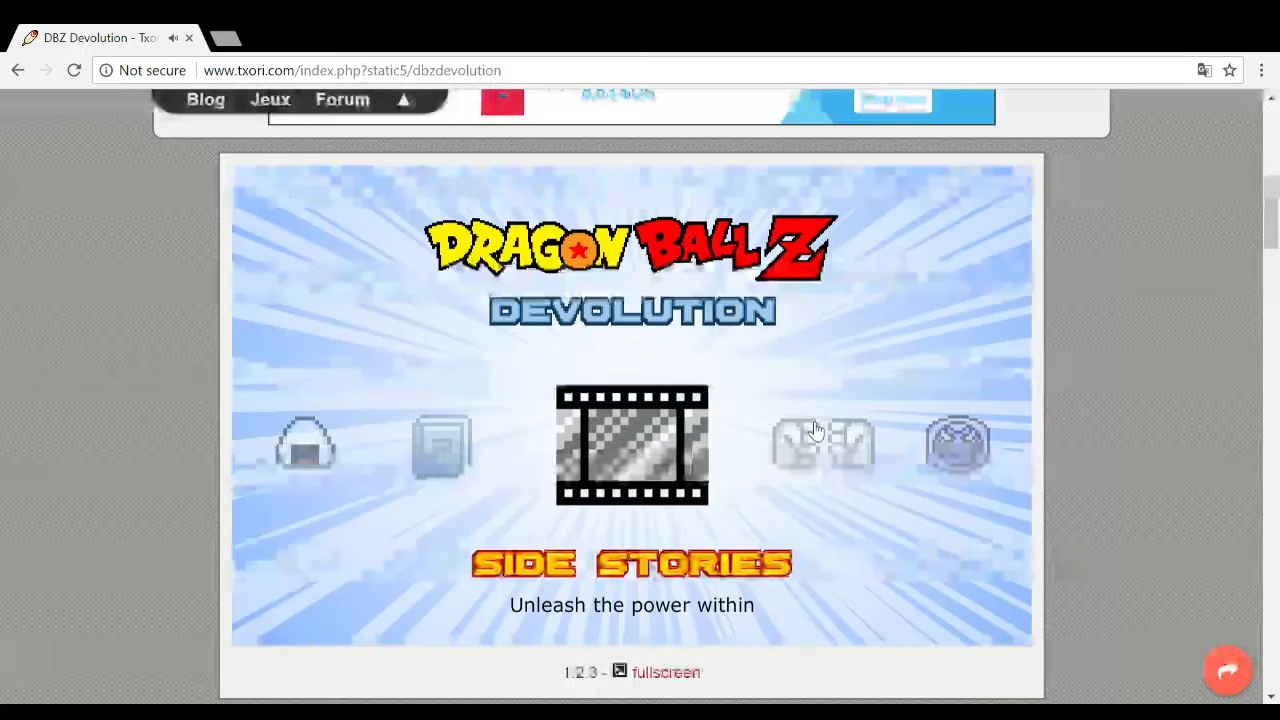 DBZ Devolution - Txor
Not secure
www.txori.com/index.php?static5/dbzdevolution
Blog Jeux Forum ▲
DRAGON BALL Z
DEVOLUTION
SIDE STORIES
Unleash the power within
1.2.3 - fullscreen